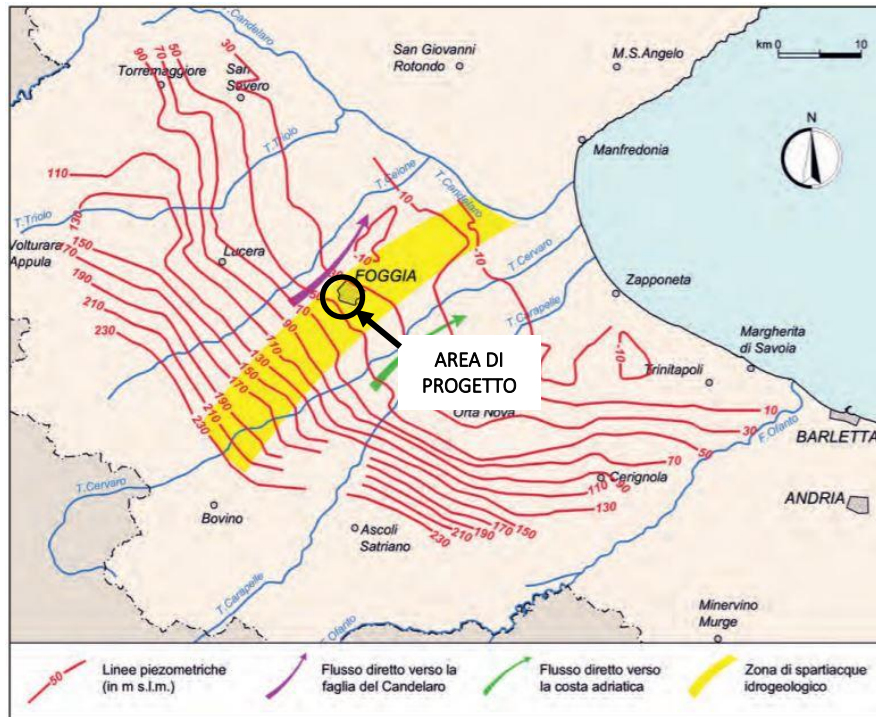 T.Candelaro
30
50
70
90
Torremaggiore
San
Severo
San Giovanni
Rotondo
M.S.Angelo
km 0
10
N
Manfredonia
T.Triolo
T.Celone
T.Candelaro
110
130
T.Triolo
Volturara
Appula
150
170
190
210
230
Lucera
10
-10
-10
FOGGIA
T.Cervaro
50
70
90
110
130
150
170
190
210
230
T.Carapelle
Zapponeta
Margherita
di Savoia
-10
Trinitapoli
AREA DI
PROGETTO
Orta Nova
10
30
50
70
F.Ofanto
BARLETTA
Cerignola
90
110
130
ANDRIA
T.Cervaro
Bovino
Ascoli
Satriano
150
170
190
210
230
T.Carapelle
Ofanto
Minervino
Murge
50
Linee piezometriche
(in m s.l.m.)
Flusso diretto verso la
faglia del Candelaro
Flusso diretto verso
la costa adriatica
Zona di spartiacque
idrogeologico